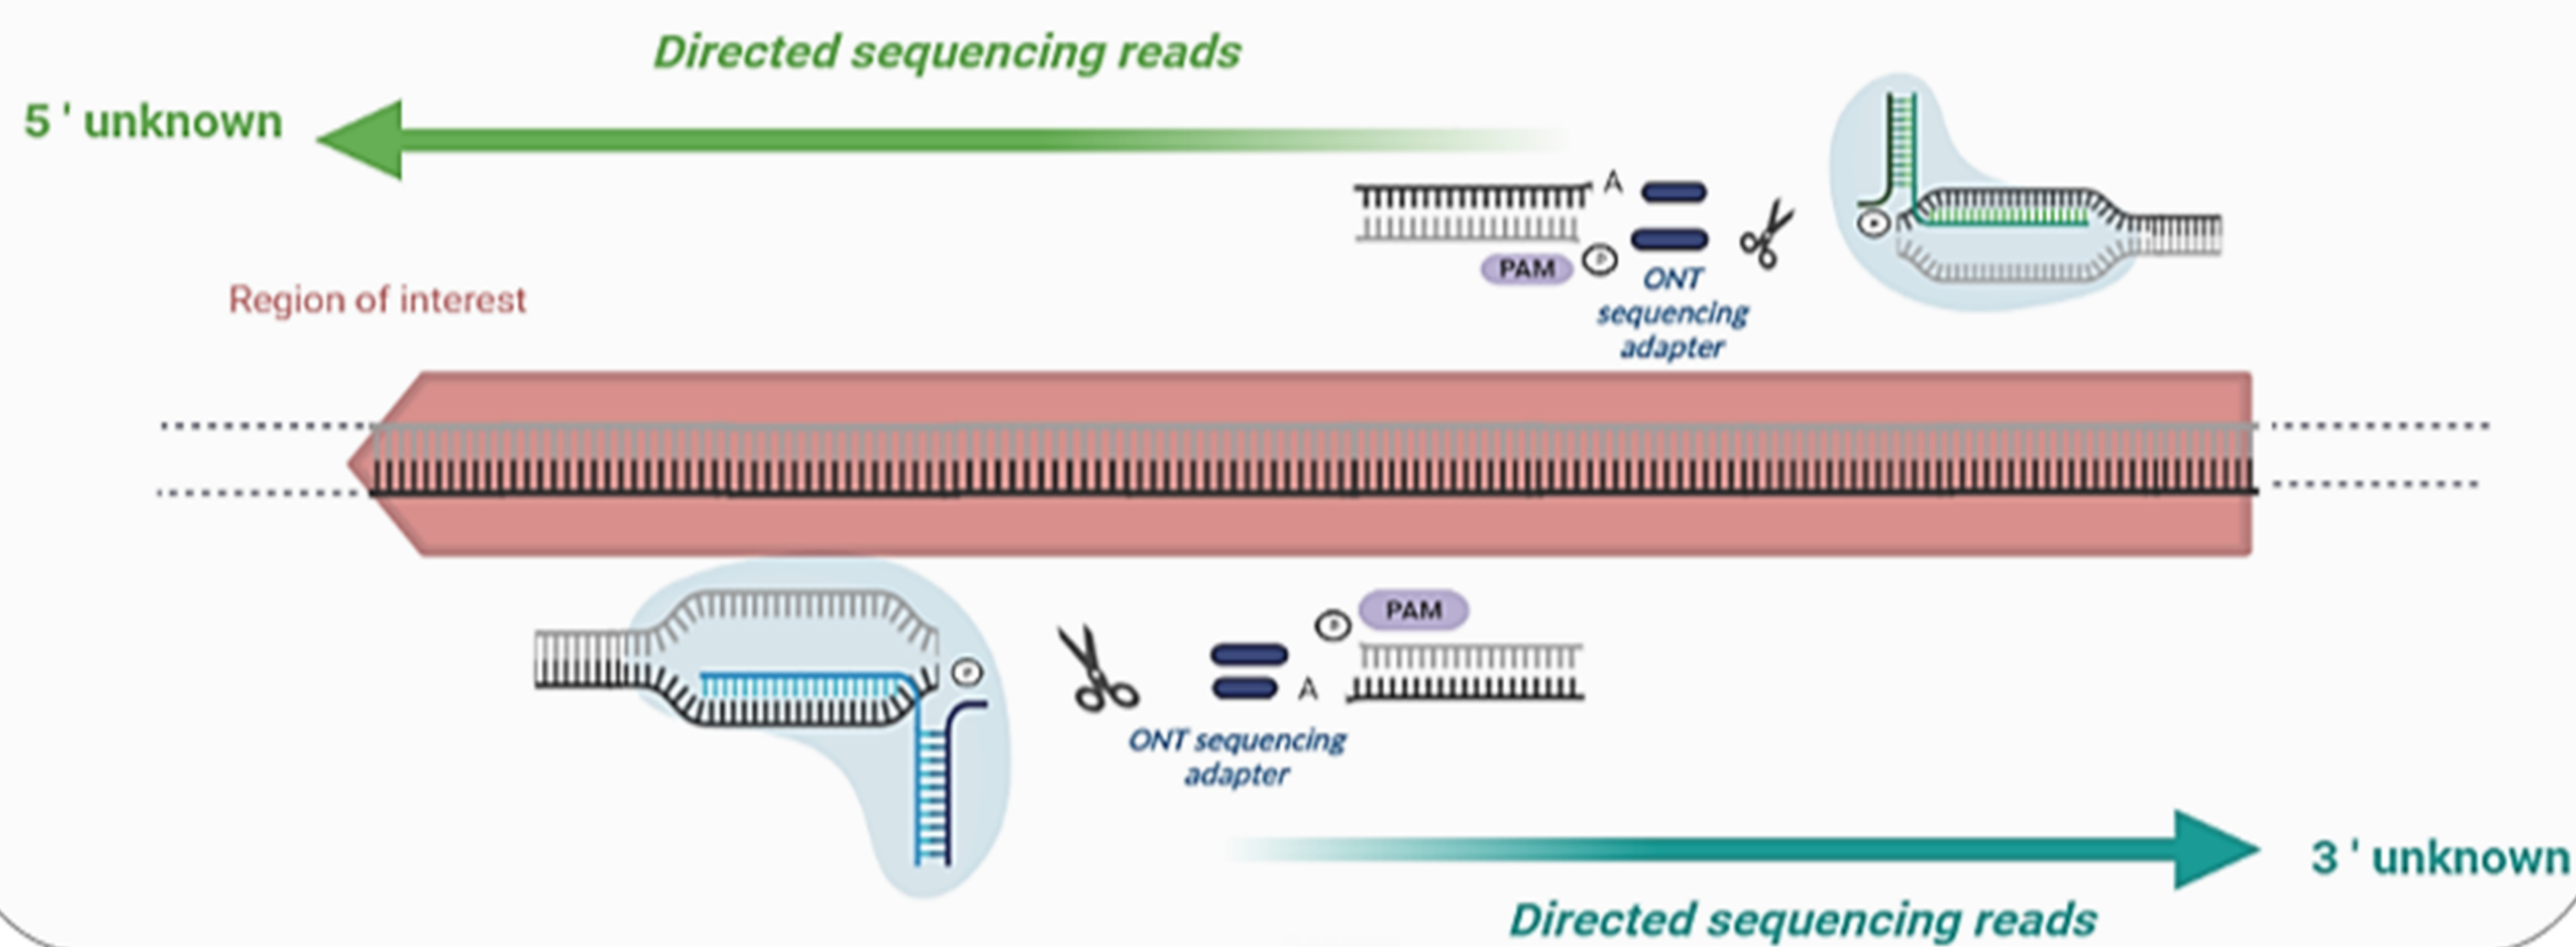 Directed sequencing reads
5 ' unknown
A
PAM
P
ONT
sequencing
adapter
P
Region of interest
PAM
P
P
A
ONT sequencing
adapter
3 ' unknown
Directed sequencing reads